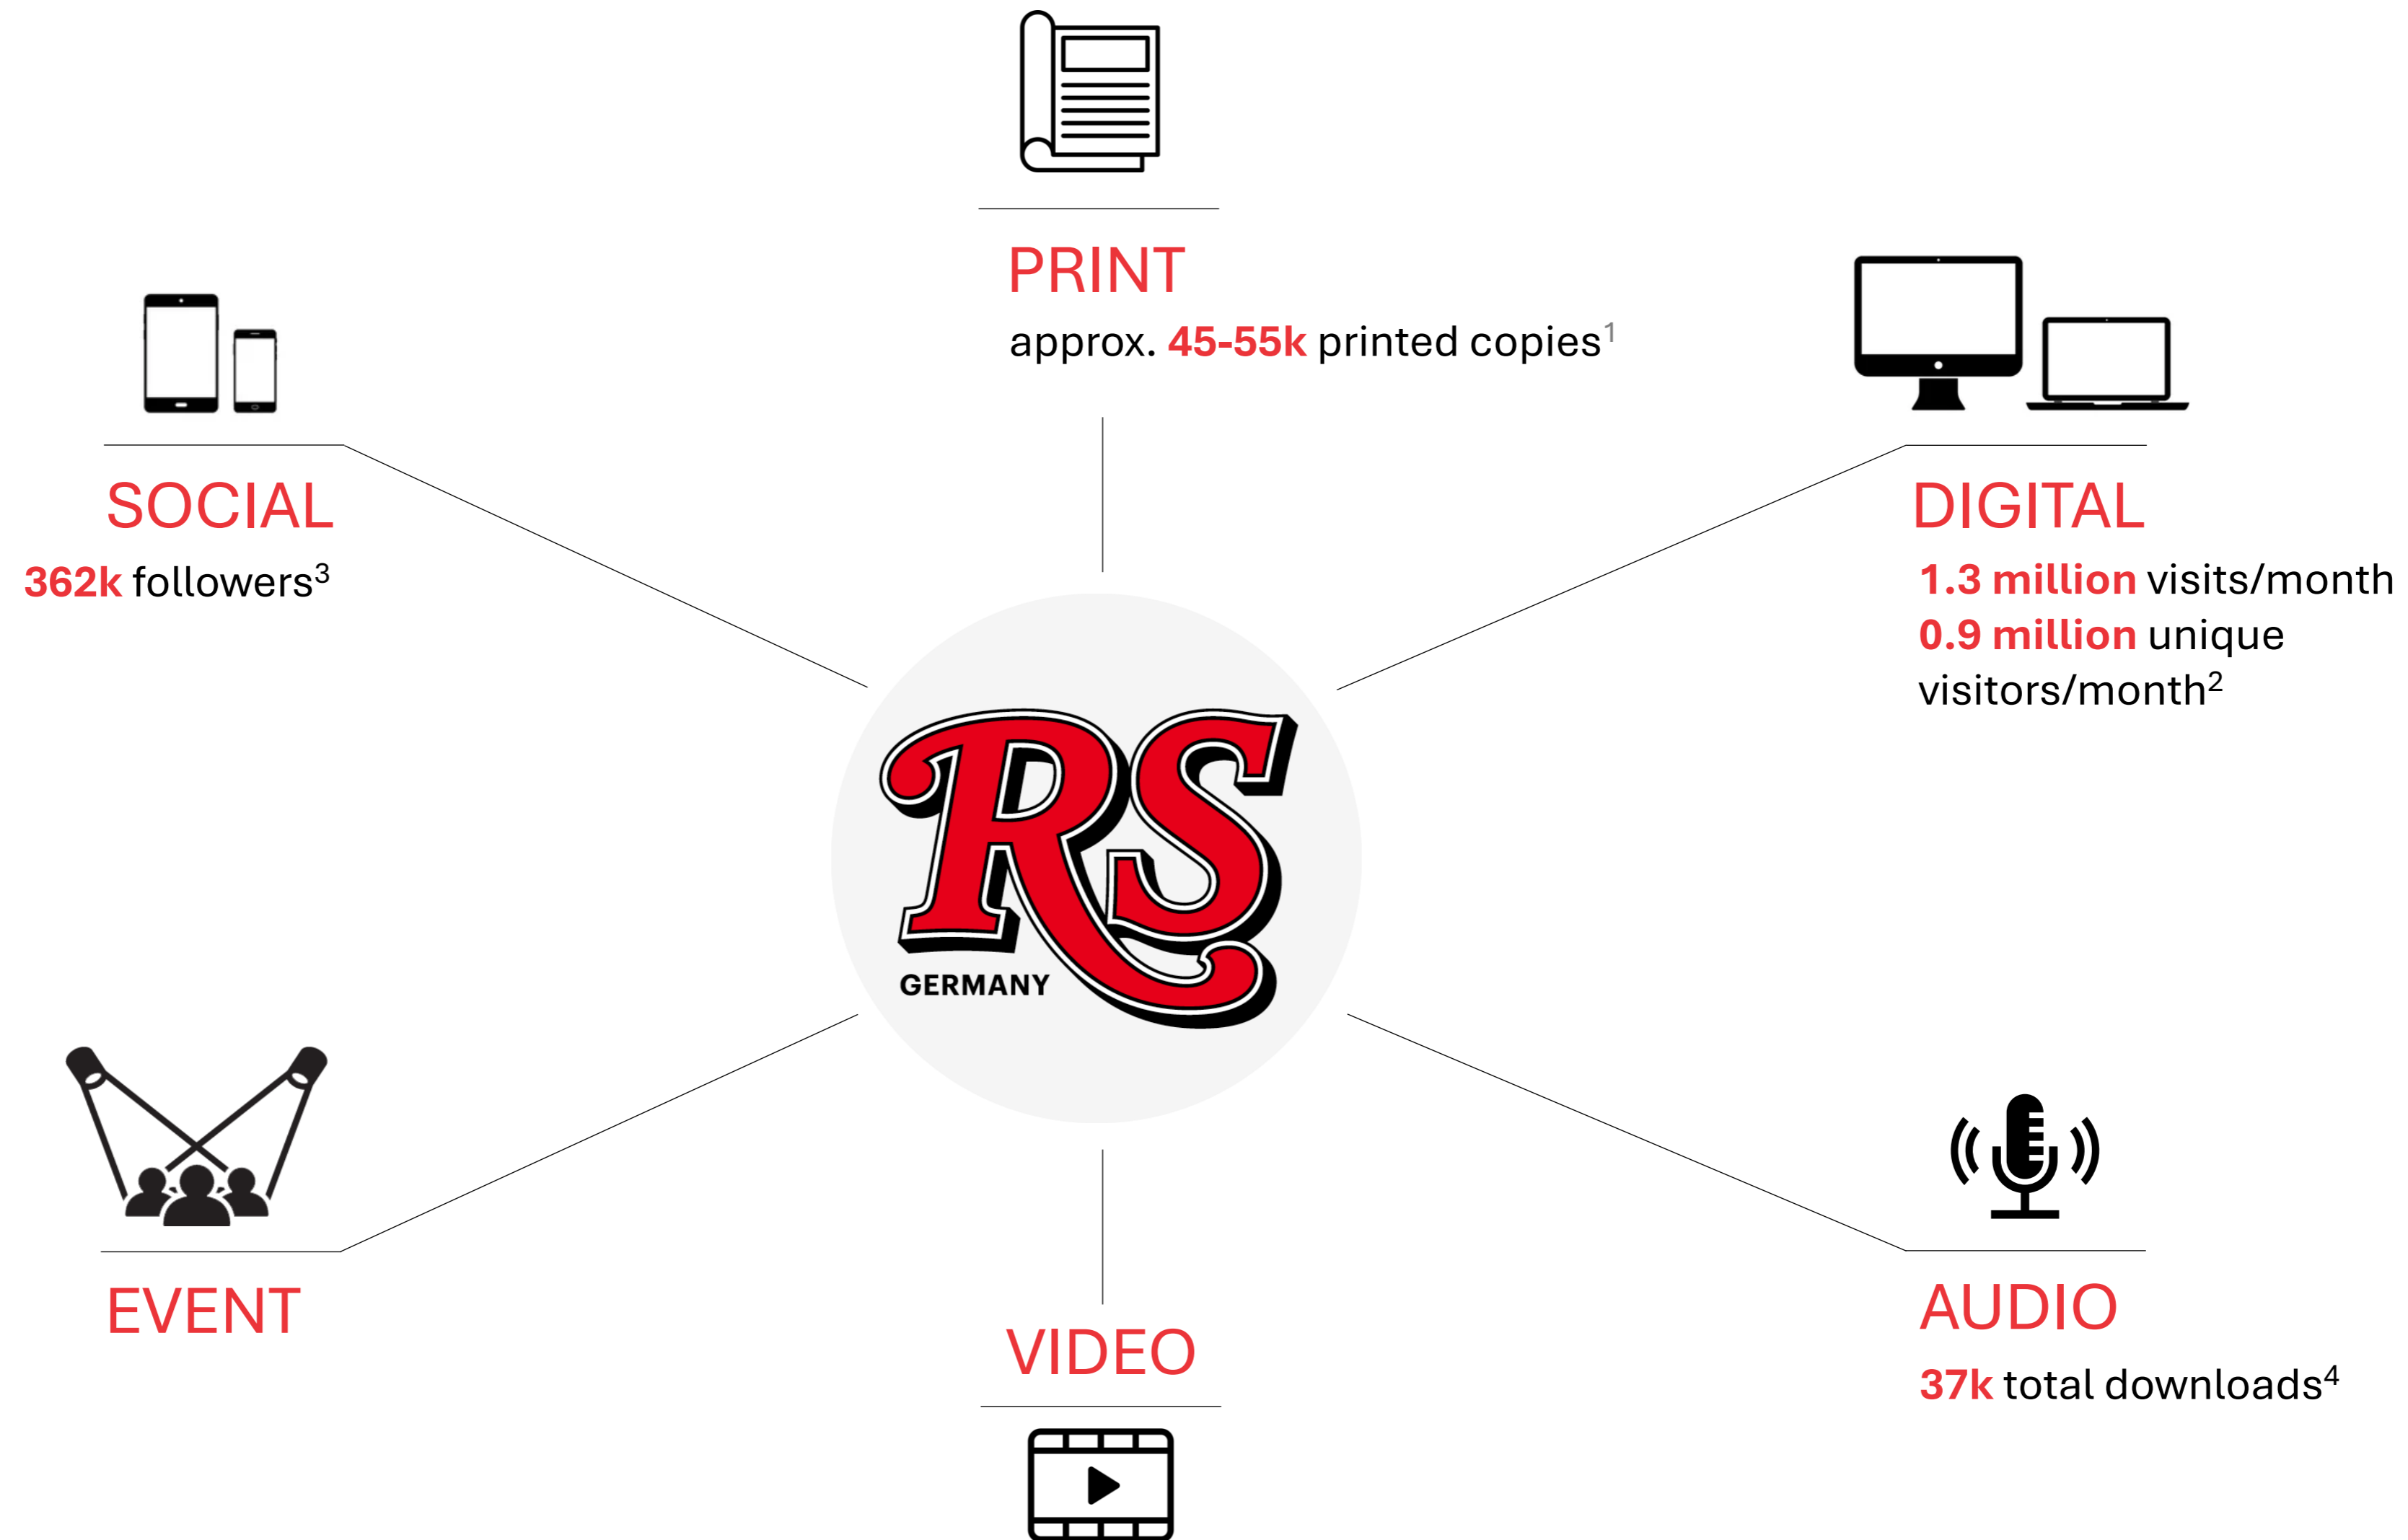 PRINT
approx. 45-55k printed copies¹
SOCIAL
362k followers³
DIGITAL
1.3 million visits/month
0.9 million unique
visitors/month²
RS
GERMANY
EVENT
VIDEO
AUDIO
37k total downloads⁴